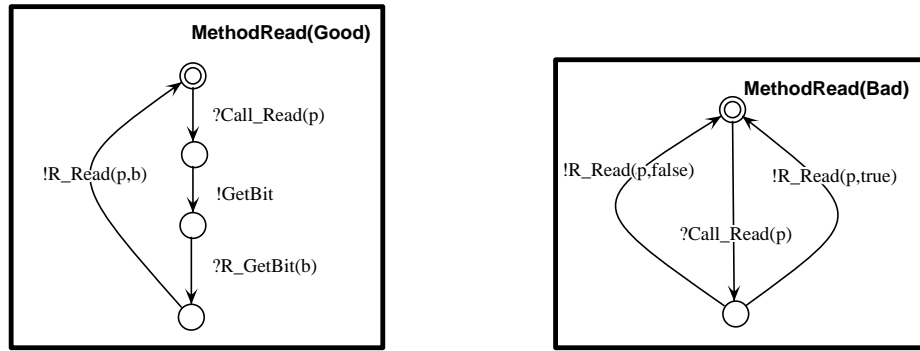 MethodRead(Good)
?Call_Read(p)
!R_Read(p,b)
!GetBit
?R_GetBit(b)
MethodRead(Bad)
!R_Read(p,false)
!R_Read(p,true)
?Call_Read(p)